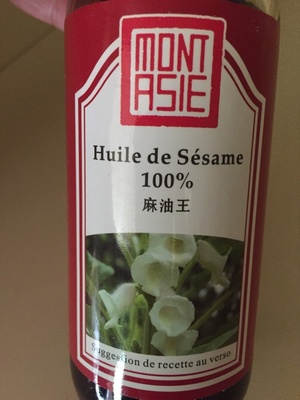 MONT
ASIE
Huile de Sésame
100%
麻油王
Suggestion de recette au verso